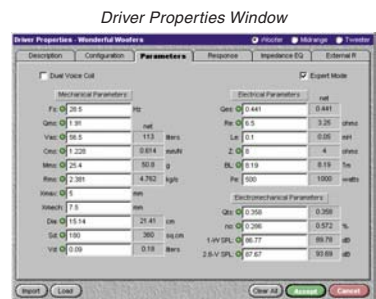 Driver Properties Window
Driver Properties - Wonderful Woofers Woofer Midrange Tweeter
Description Configuration Parameters Response Impedance EQ External R
Dual Voice Coil Expert Mode
Mechanical Parameters Electrical Parameters
net
Fs: 28.5 Hz Qes: 0.441 0.441
Qms: 1.91 net Re: 6.5 3.25 ohms
Vas: 56.5 113 liters Le: 0.1 0.05 mH
Cms: 1.228 0.614 mm/N Z: 8 4 ohms
Mms: 25.4 50.8 g BL: 8.19 8.19 Tm
Rms: 2.381 4.762 kg/s Pe: 500 1000 watts
Xmax: 5 mm Electromechanical Parameters
Xmech: 7.5 mm Qts: 0.358 0.358
Dia: 15.14 21.41 cm no: 0.286 0.572 %
Sd: 180 360 sq.cm 1-W SPL: 86.77 89.78 dB
Vd: 0.09 0.18 liters 2.8-V SPL: 87.67 93.69 dB
Import Load Clear All Accept Cancel